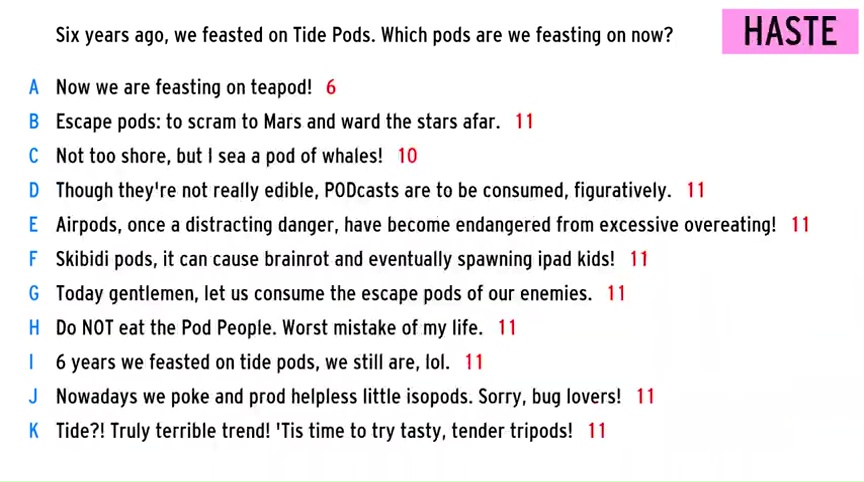 Six years ago, we feasted on Tide Pods. Which pods are we feasting on now?
HASTE
A Now we are feasting on teapod! 6
B Escape pods: to scram to Mars and ward the stars afar. 11
C Not too shore, but I sea a pod of whales! 10
D Though they're not really edible, PODcasts are to be consumed, figuratively. 11
E Airpods, once a distracting danger, have become endangered from excessive overeating! 11
F Skibidi pods, it can cause brainrot and eventually spawning ipad kids! 11
G Today gentlemen, let us consume the escape pods of our enemies. 11
H Do NOT eat the Pod People. Worst mistake of my life. 11
I 6 years we feasted on tide pods, we still are, lol. 11
J Nowadays we poke and prod helpless little isopods. Sorry, bug lovers! 11
K Tide?! Truly terrible trend! 'Tis time to try tasty, tender tripods! 11